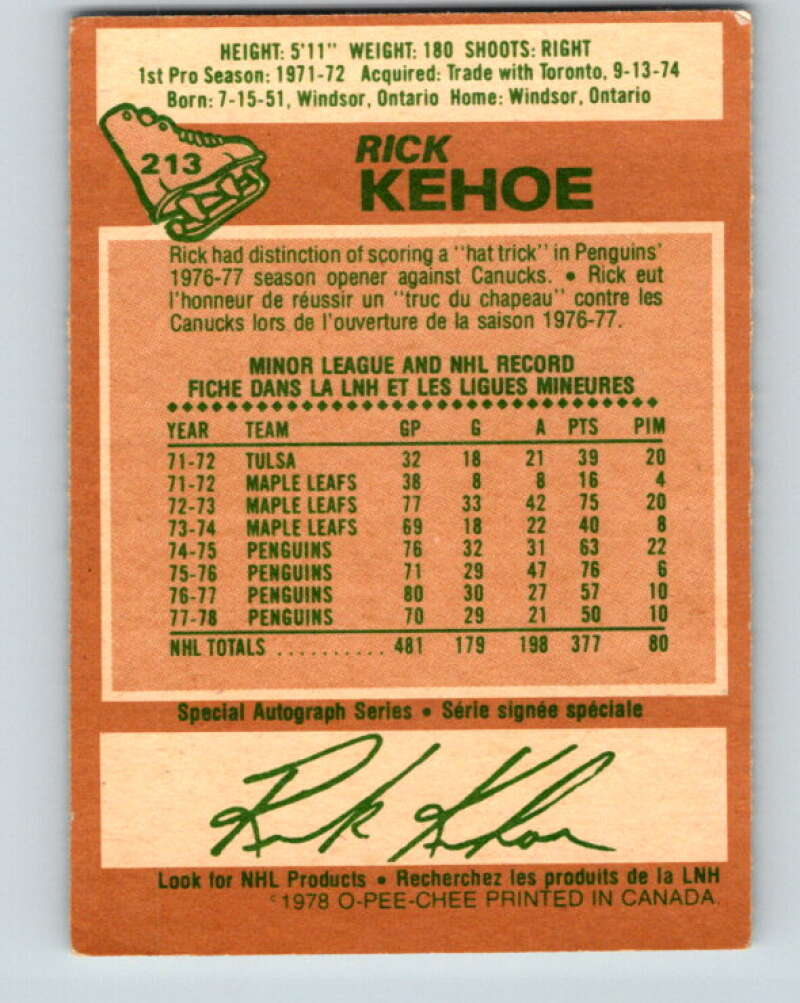 HEIGHT: 5'11" WEIGHT: 180 SHOOTS: RIGHT
1st Pro Season: 1971-72 Acquired: Trade with Toronto, 9-13-74
Born: 7-15-51, Windsor, Ontario Home: Windsor, Ontario
213
RICK
KEHOE
Rick had distinction of scoring a "hat trick" in Penguins'
1976-77 season opener against Canucks. • Rick eut
l'honneur de réussir un "truc du chapeau" contre les
Canucks lors de l'ouverture de la saison 1976-77.
MINOR LEAGUE AND NHL RECORD
FICHE DANS LA LNH ET LES LIGUES MINEURES
YEAR TEAM GP G A PTS PIM
71-72 TULSA 32 18 21 39 20
71-72 MAPLE LEAFS 38 8 8 16 4
72-73 MAPLE LEAFS 77 33 42 75 20
73-74 MAPLE LEAFS 69 18 22 40 8
74-75 PENGUINS 76 32 31 63 22
75-76 PENGUINS 71 29 47 76 6
76-77 PENGUINS 80 30 27 57 10
77-78 PENGUINS 70 29 21 50 10
NHL TOTALS .......... 481 179 198 377 80
Special Autograph Series • Série signée spéciale
Rick Kehoe
Look for NHL Products • Recherchez les produits de la LNH
©1978 O-PEE-CHEE PRINTED IN CANADA.